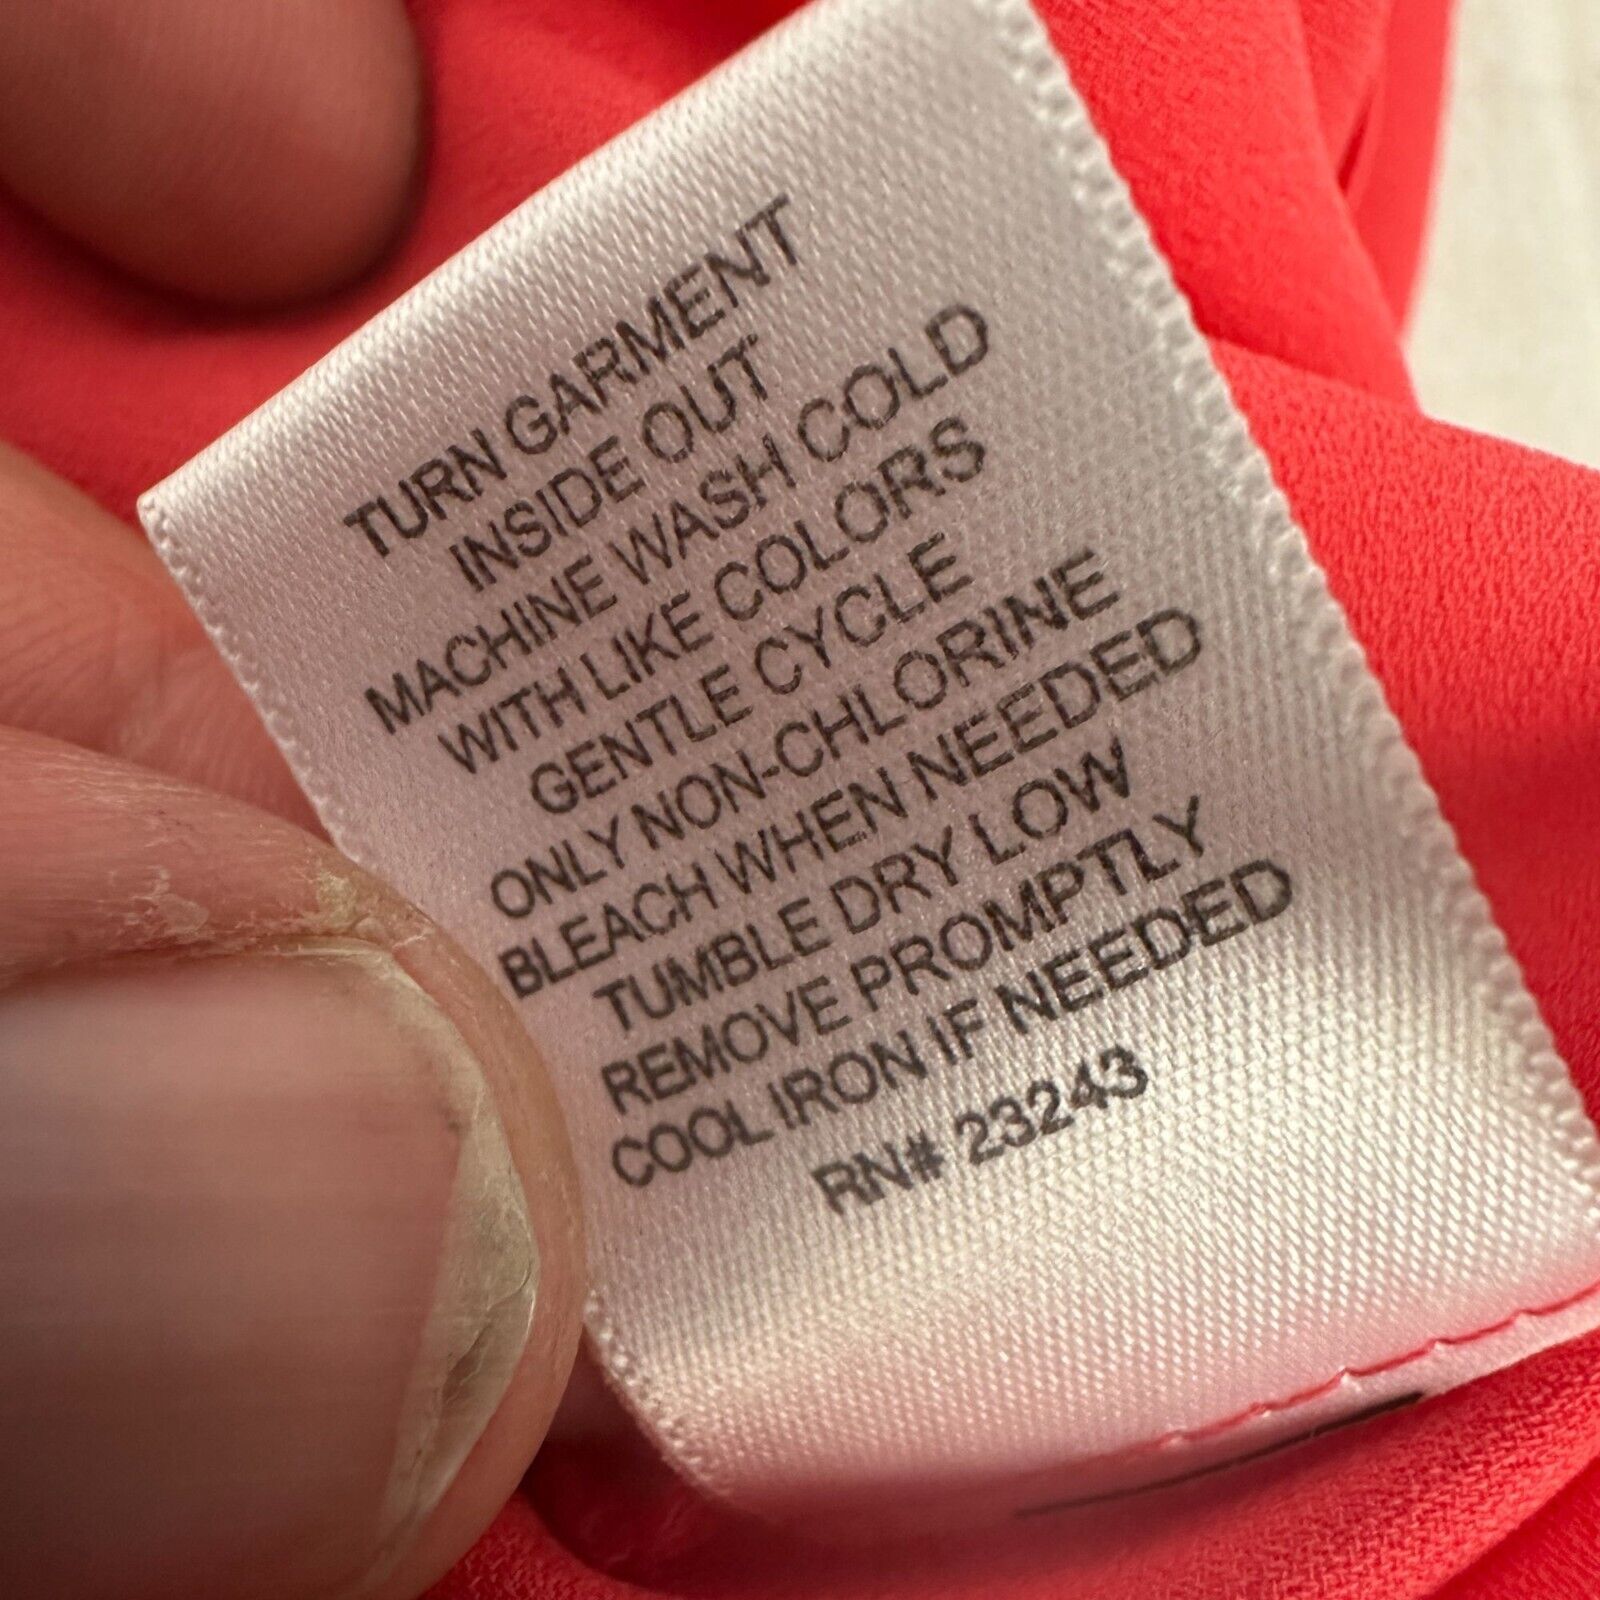 TURN GARMENT
INSIDE OUT
MACHINE WASH COLD
WITH LIKE COLORS
GENTLE CYCLE
ONLY NON-CHLORINE
BLEACH WHEN NEEDED
TUMBLE DRY LOW
REMOVE PROMPTLY
COOL IRON IF NEEDED
RN# 23243